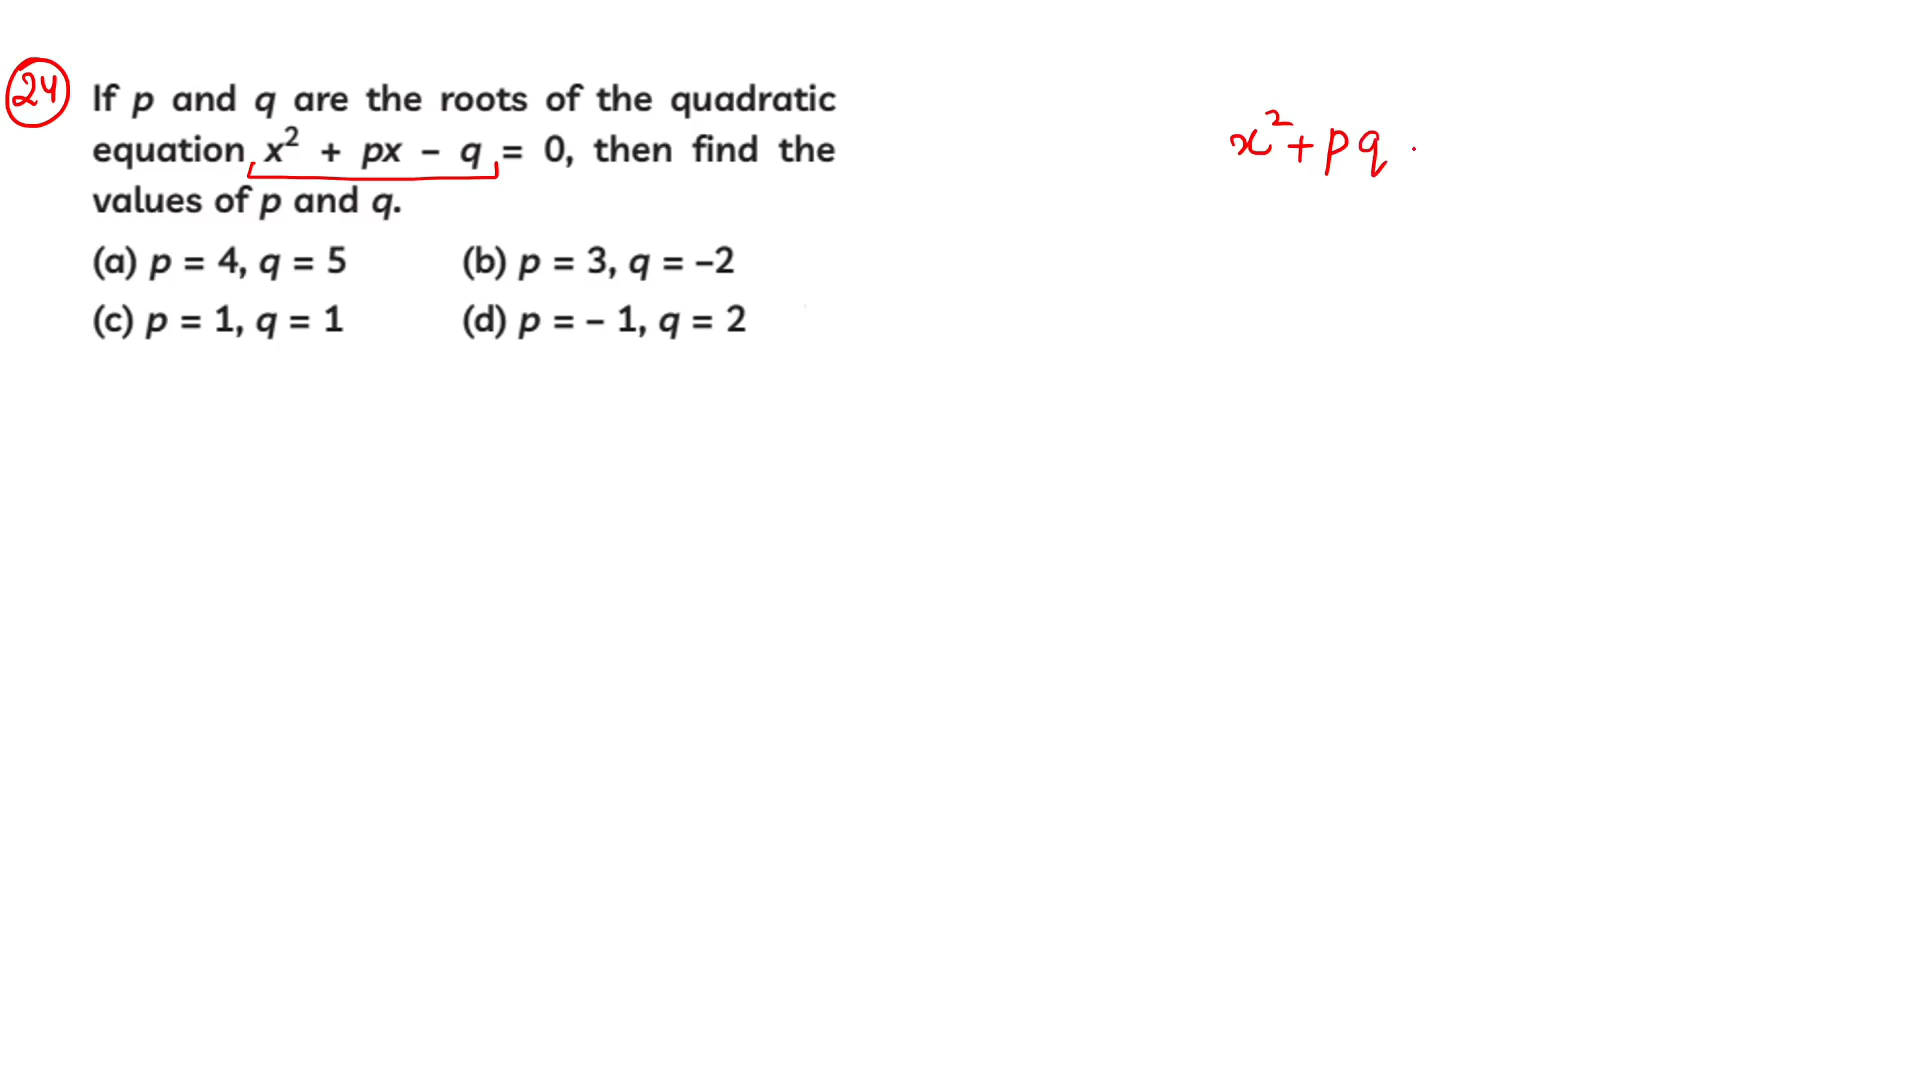 24 If p and q are the roots of the quadratic
equation x² + px – q = 0, then find the
values of p and q.
(a) p = 4, q = 5 (b) p = 3, q = –2
(c) p = 1, q = 1 (d) p = – 1, q = 2
x² + pq